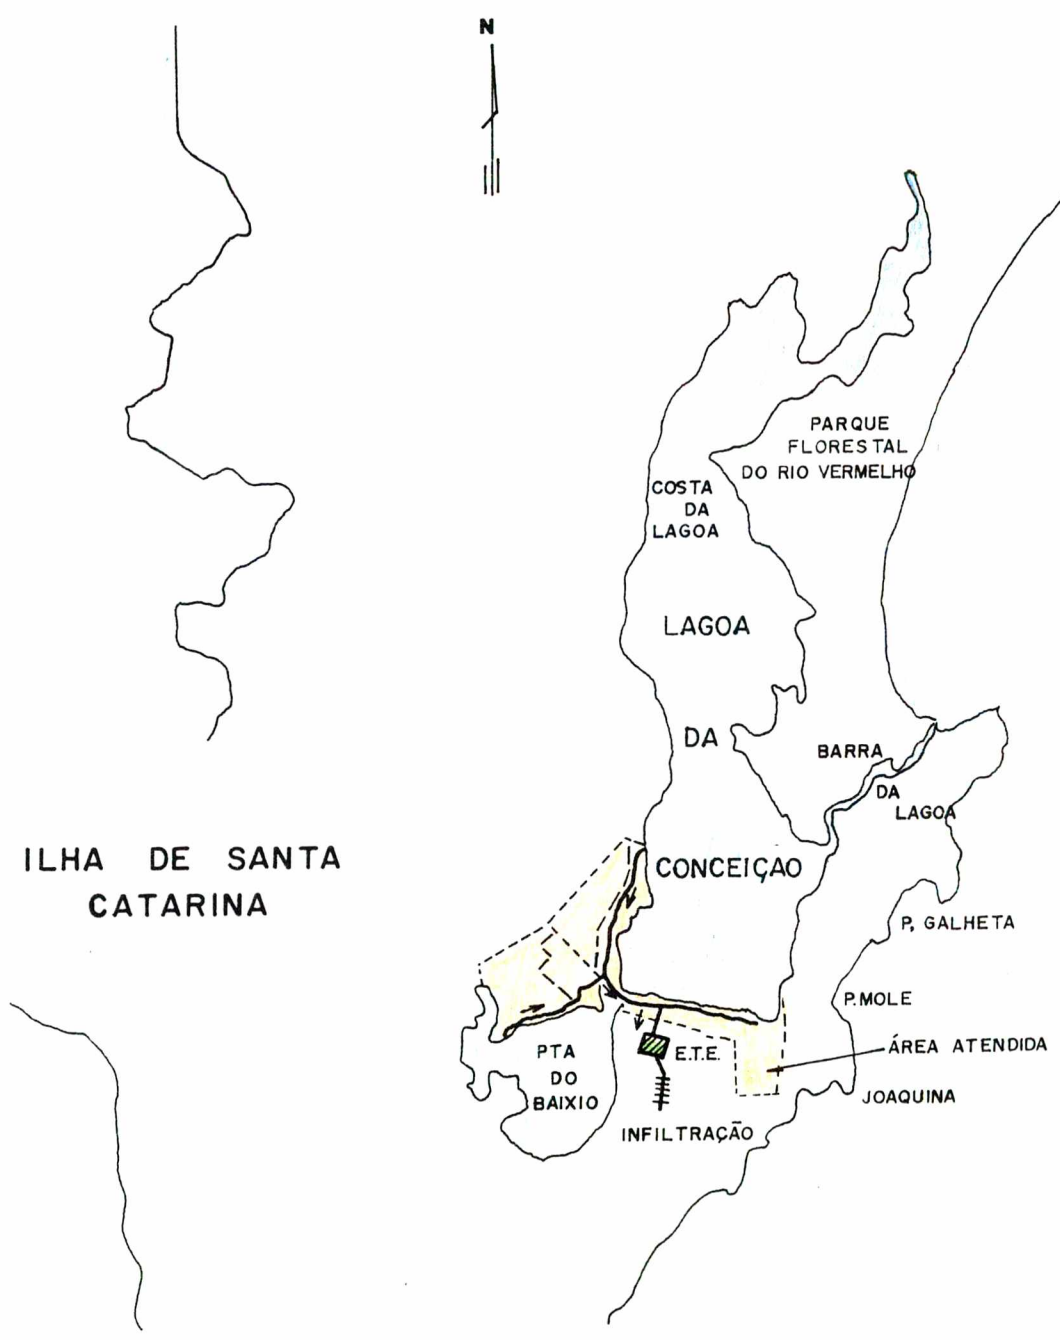 N
PARQUE
FLORESTAL
DO RIO VERMELHO
COSTA
DA
LAGOA
LAGOA
DA
BARRA
DA
LAGOA
ILHA DE SANTA
CATARINA
CONCEIÇAO
P, GALHETA
P.MOLE
ÁREA ATENDIDA
E.T.E.
PTA
DO
BAIXIO
JOAQUINA
INFILTRAÇÃO